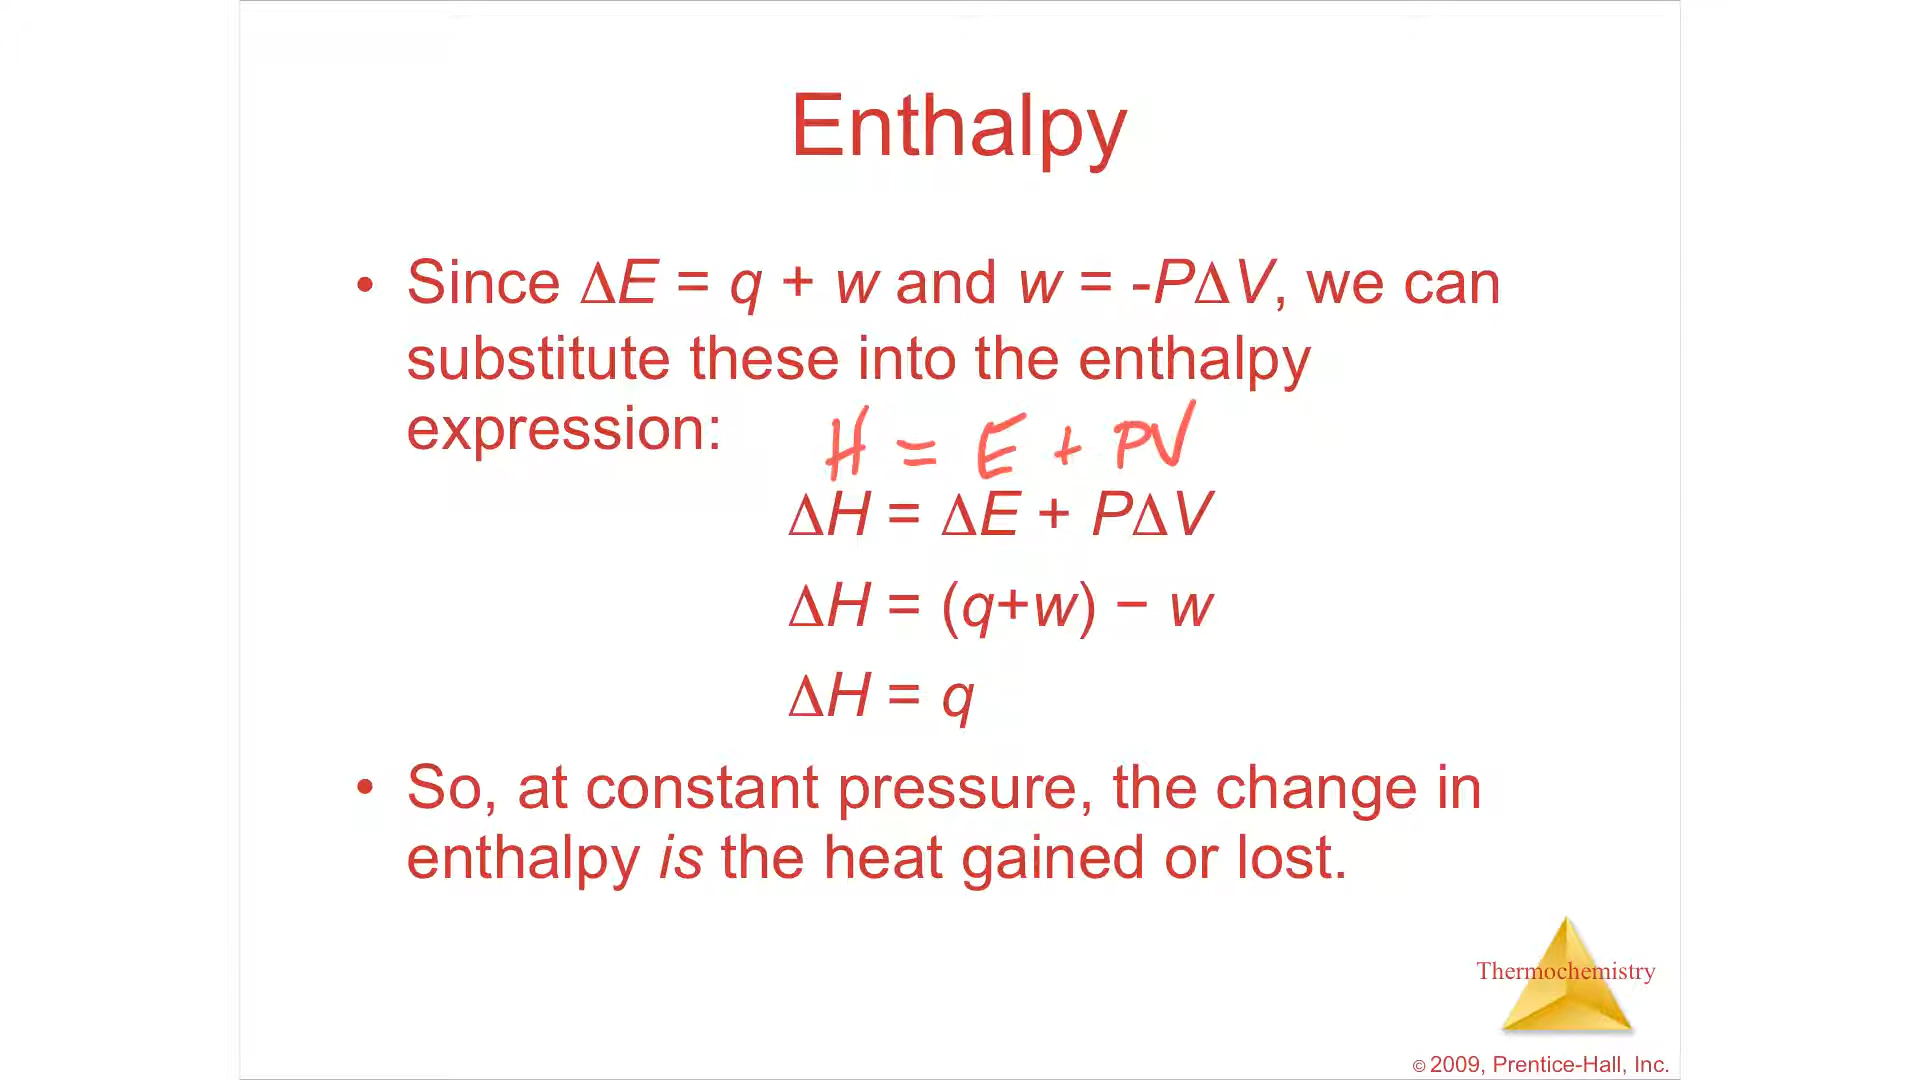 Enthalpy
• Since ΔE = q + w and w = -PΔV, we can
substitute these into the enthalpy
expression:
H = E + PV
ΔH = ΔE + PΔV
ΔH = (q+w) − w
ΔH = q
• So, at constant pressure, the change in
enthalpy is the heat gained or lost.
Thermochemistry
© 2009, Prentice-Hall, Inc.